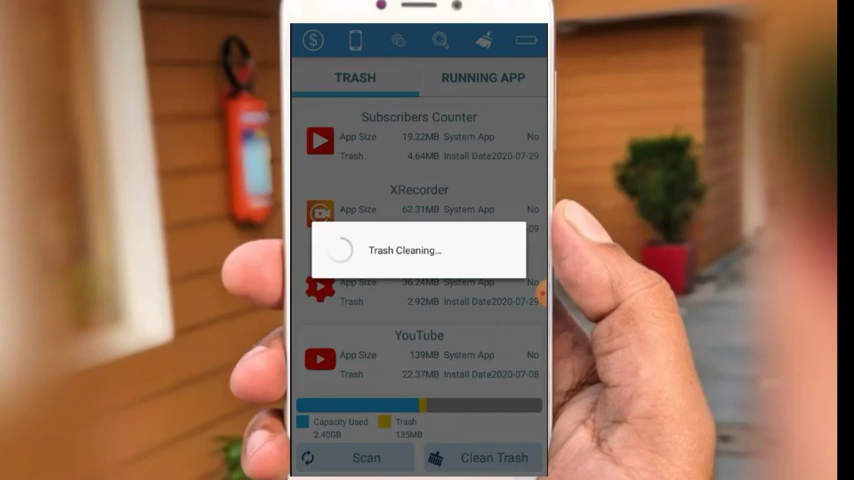 TRASH RUNNING APP
Subscribers Counter
App Size 19.22MB System App No
Trash 4.64MB Install Date2020-07-29
XRecorder
App Size 62.31MB System App No
09
Trash Cleaning...
App Size 36.24MB System App No
Trash 2.92MB Install Date2020-07-29
YouTube
App Size 139MB System App No
Trash 22.37MB Install Date2020-07-08
Capacity Used Trash
2.40GB 135MB
Scan Clean Trash